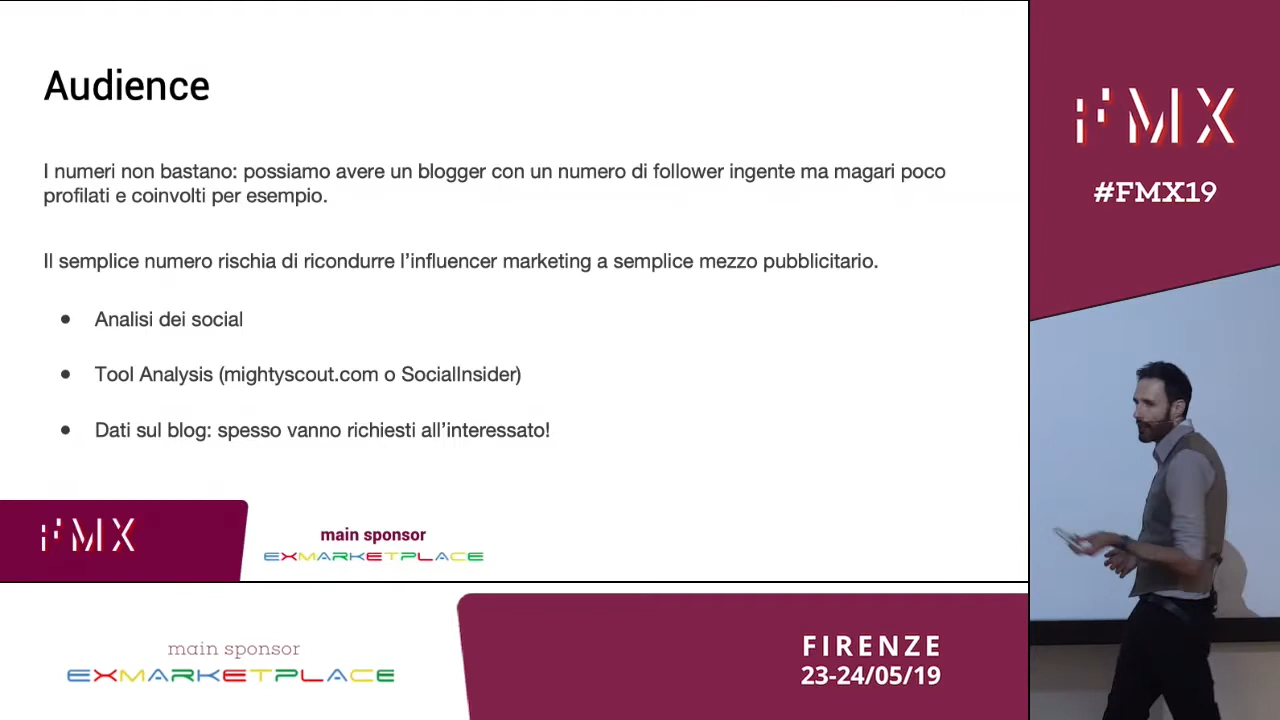 Audience
I numeri non bastano: possiamo avere un blogger con un numero di follower ingente ma magari poco
profilati e coinvolti per esempio.
Il semplice numero rischia di ricondurre l’influencer marketing a semplice mezzo pubblicitario.
● Analisi dei social
● Tool Analysis (mightyscout.com o SocialInsider)
● Dati sul blog: spesso vanno richiesti all’interessato!
FMX
main sponsor
EXMARKETPLACE
main sponsor
EXMARKETPLACE
FIRENZE
23-24/05/19
FMX
#FMX19